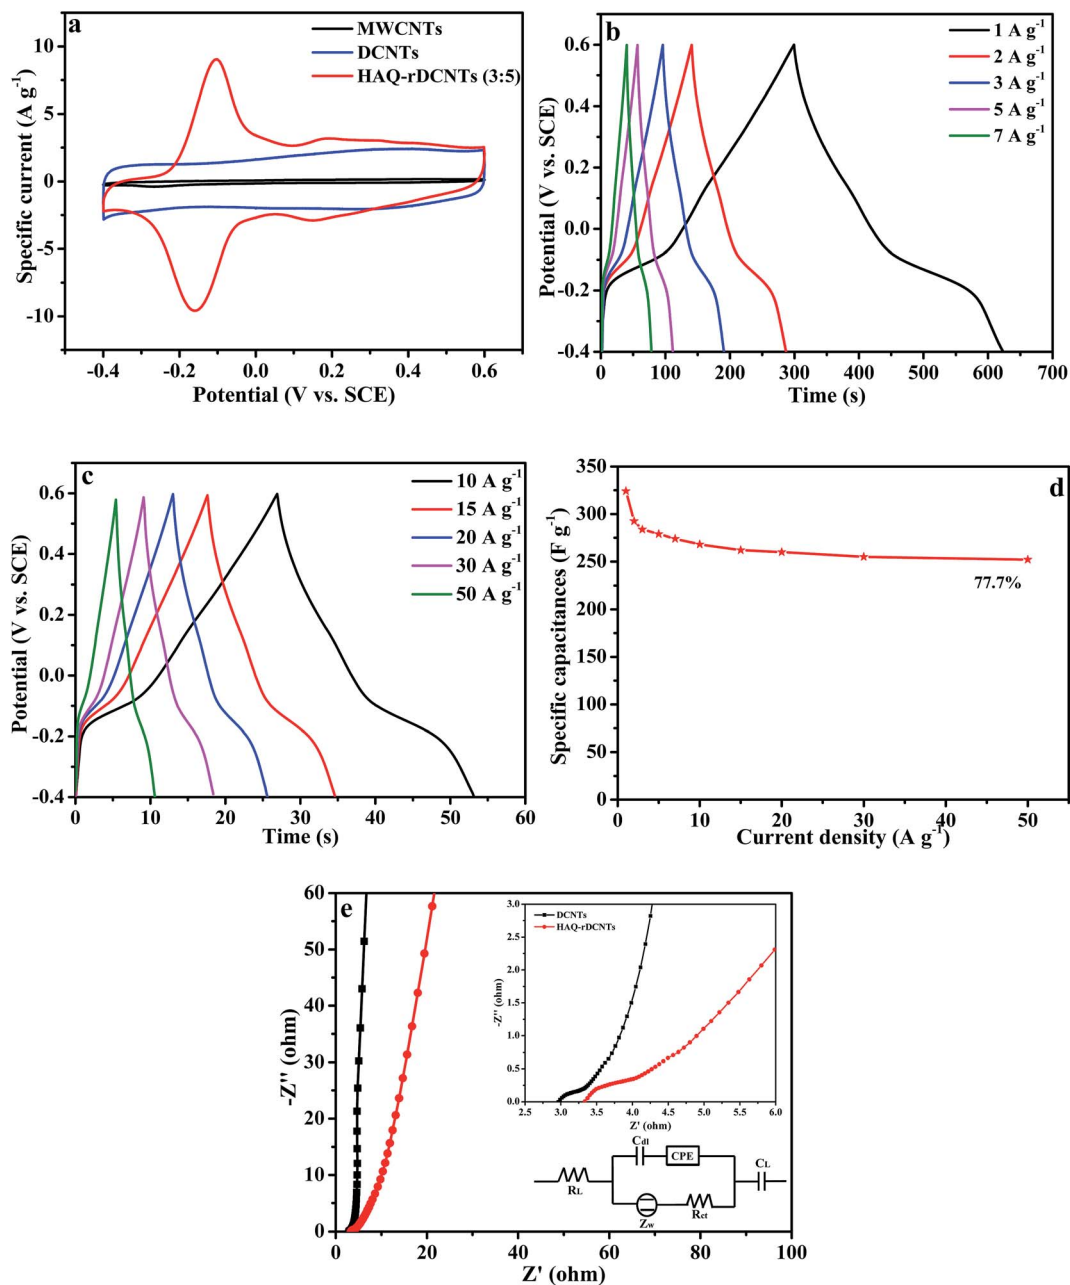 a
MWCNTs
DCNTs
HAQ-rDCNTs (3:5)
Specific current (A g⁻¹)
10
5
0
-5
-10
-0.4
-0.2
0.0
0.2
0.4
0.6
Potential (V vs. SCE)
b
1 A g⁻¹
2 A g⁻¹
3 A g⁻¹
5 A g⁻¹
7 A g⁻¹
Potential (V vs. SCE)
0.6
0.4
0.2
0.0
-0.2
-0.4
0
100
200
300
400
500
600
700
Time (s)
c
10 A g⁻¹
15 A g⁻¹
20 A g⁻¹
30 A g⁻¹
50 A g⁻¹
Potential (V vs. SCE)
0.6
0.4
0.2
0.0
-0.2
-0.4
0
10
20
30
40
50
60
Time (s)
d
Specific capacitances (F g⁻¹)
350
325
300
275
250
225
200
175
150
125
100
75
50
25
0
77.7%
0
10
20
30
40
50
Current density (A g⁻¹)
e
-Z'' (ohm)
60
50
40
30
20
10
0
0
20
40
60
80
100
Z' (ohm)
DCNTs
HAQ-rDCNTs
-Z'' (ohm)
3.0
2.5
2.0
1.5
1.0
0.5
0.0
2.5
3.0
3.5
4.0
4.5
5.0
5.5
6.0
Z' (ohm)
Cdl
CPE
CL
RL
Zw
Rct